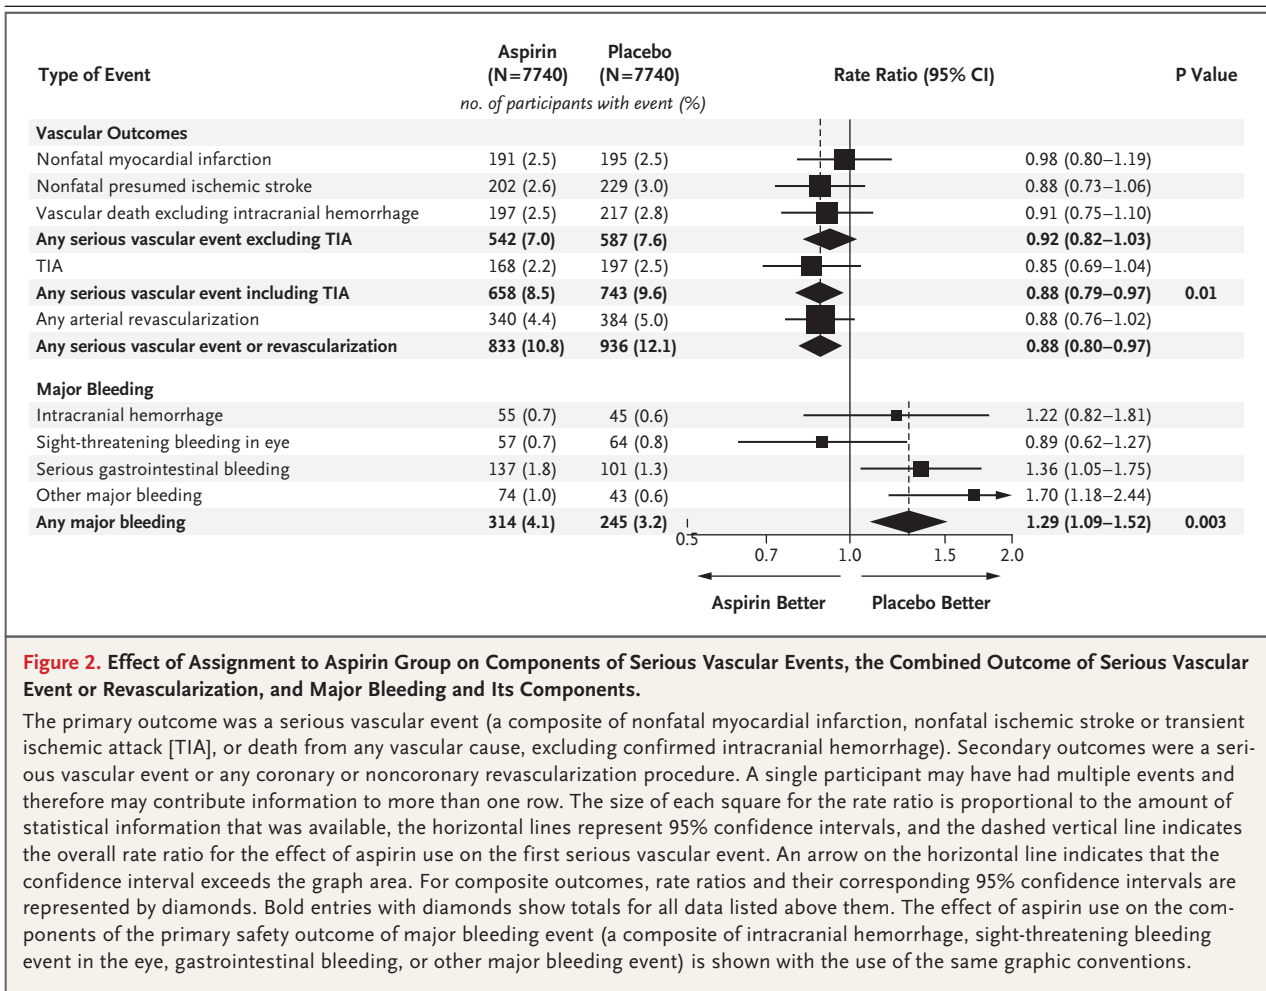 Type of Event Aspirin (N=7740) Placebo (N=7740) Rate Ratio (95% CI) P Value
no. of participants with event (%)
Vascular Outcomes
Nonfatal myocardial infarction 191 (2.5) 195 (2.5) 0.98 (0.80–1.19)
Nonfatal presumed ischemic stroke 202 (2.6) 229 (3.0) 0.88 (0.73–1.06)
Vascular death excluding intracranial hemorrhage 197 (2.5) 217 (2.8) 0.91 (0.75–1.10)
Any serious vascular event excluding TIA 542 (7.0) 587 (7.6) 0.92 (0.82–1.03)
TIA 168 (2.2) 197 (2.5) 0.85 (0.69–1.04)
Any serious vascular event including TIA 658 (8.5) 743 (9.6) 0.88 (0.79–0.97) 0.01
Any arterial revascularization 340 (4.4) 384 (5.0) 0.88 (0.76–1.02)
Any serious vascular event or revascularization 833 (10.8) 936 (12.1) 0.88 (0.80–0.97)
Major Bleeding
Intracranial hemorrhage 55 (0.7) 45 (0.6) 1.22 (0.82–1.81)
Sight-threatening bleeding in eye 57 (0.7) 64 (0.8) 0.89 (0.62–1.27)
Serious gastrointestinal bleeding 137 (1.8) 101 (1.3) 1.36 (1.05–1.75)
Other major bleeding 74 (1.0) 43 (0.6) 1.70 (1.18–2.44)
Any major bleeding 314 (4.1) 245 (3.2) 1.29 (1.09–1.52) 0.003
0.5 0.7 1.0 1.5 2.0
Aspirin Better Placebo Better
Figure 2. Effect of Assignment to Aspirin Group on Components of Serious Vascular Events, the Combined Outcome of Serious Vascular
Event or Revascularization, and Major Bleeding and Its Components.
The primary outcome was a serious vascular event (a composite of nonfatal myocardial infarction, nonfatal ischemic stroke or transient
ischemic attack [TIA], or death from any vascular cause, excluding confirmed intracranial hemorrhage). Secondary outcomes were a seri-
ous vascular event or any coronary or noncoronary revascularization procedure. A single participant may have had multiple events and
therefore may contribute information to more than one row. The size of each square for the rate ratio is proportional to the amount of
statistical information that was available, the horizontal lines represent 95% confidence intervals, and the dashed vertical line indicates
the overall rate ratio for the effect of aspirin use on the first serious vascular event. An arrow on the horizontal line indicates that the
confidence interval exceeds the graph area. For composite outcomes, rate ratios and their corresponding 95% confidence intervals are
represented by diamonds. Bold entries with diamonds show totals for all data listed above them. The effect of aspirin use on the com-
ponents of the primary safety outcome of major bleeding event (a composite of intracranial hemorrhage, sight-threatening bleeding
event in the eye, gastrointestinal bleeding, or other major bleeding event) is shown with the use of the same graphic conventions.